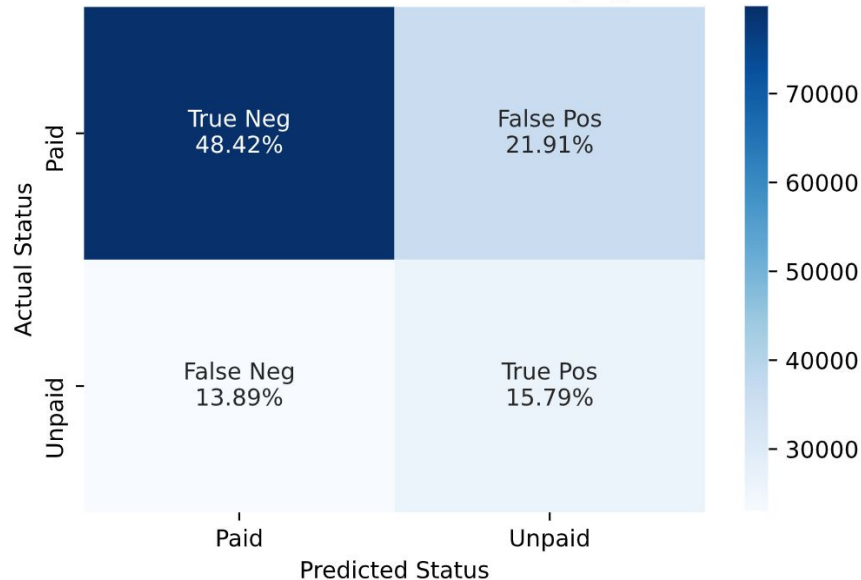 True Neg
48.42%
False Pos
21.91%
False Neg
13.89%
True Pos
15.79%
Paid
Unpaid
Actual Status
Paid
Unpaid
Predicted Status
70000
60000
50000
40000
30000